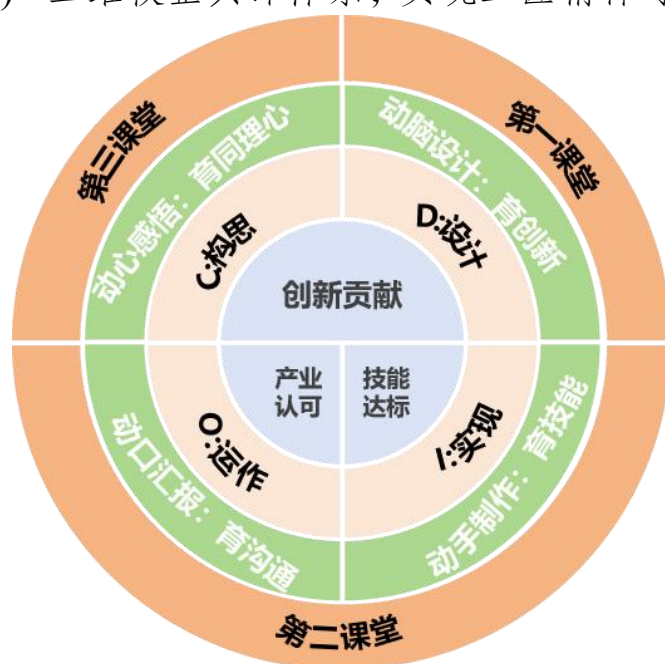 第三课堂
第一课堂
动心感悟：育同理心
动脑设计：育创新
C:构思
D:设计
创新贡献
产业
认可
技能
达标
O:运作
I:实现
动口汇报：育沟通
动手制作：育技能
第二课堂